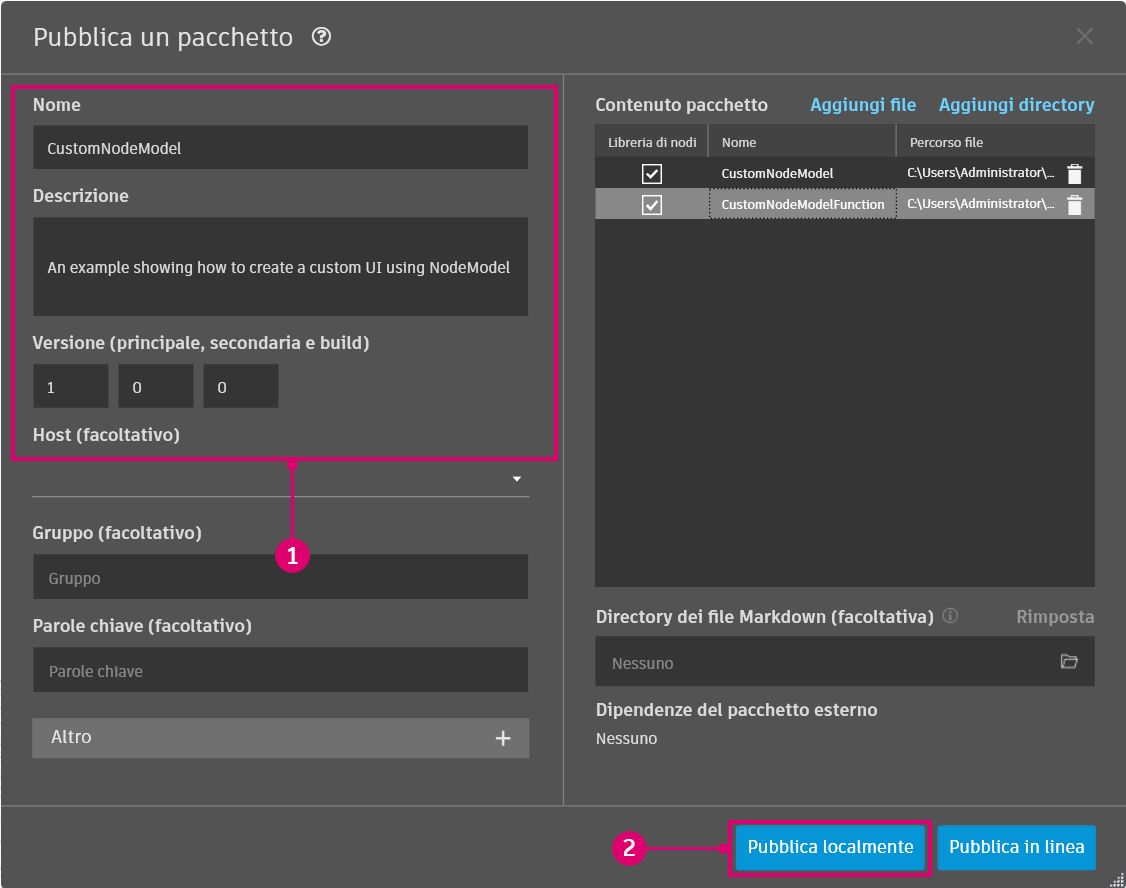 Pubblica un pacchetto ?
Nome
CustomNodeModel
Descrizione
An example showing how to create a custom UI using NodeModel
Versione (principale, secondaria e build)
1 0 0
Host (facoltativo)
1
Gruppo (facoltativo)
Gruppo
Parole chiave (facoltativo)
Parole chiave
Altro +
Contenuto pacchetto Aggiungi file Aggiungi directory
Libreria di nodi Nome Percorso file
CustomNodeModel C:\Users\Administrator\...
CustomNodeModelFunction C:\Users\Administrator\...
Directory dei file Markdown (facoltativa) Rimposta
Nessuno
Dipendenze del pacchetto esterno
Nessuno
2 Pubblica localmente Pubblica in linea